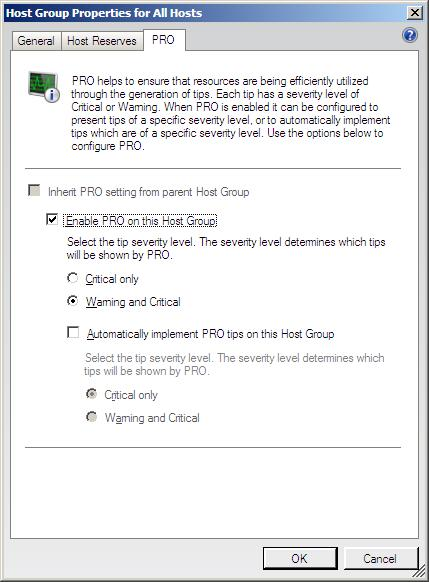 Host Group Properties for All Hosts
General
Host Reserves
PRO
PRO helps to ensure that resources are being efficiently utilized
through the generation of tips. Each tip has a severity level of
Critical or Warning. When PRO is enabled it can be configured to
present tips of a specific severity level, or to automatically implement
tips which are of a specific severity level. Use the options below to
configure PRO.
Inherit PRO setting from parent Host Group
Enable PRO on this Host Group
Select the tip severity level. The severity level determines which tips
will be shown by PRO.
Critical only
Warning and Critical
Automatically implement PRO tips on this Host Group
Select the tip severity level. The severity level determines which
tips will be shown by PRO.
Critical only
Warning and Critical
OK
Cancel